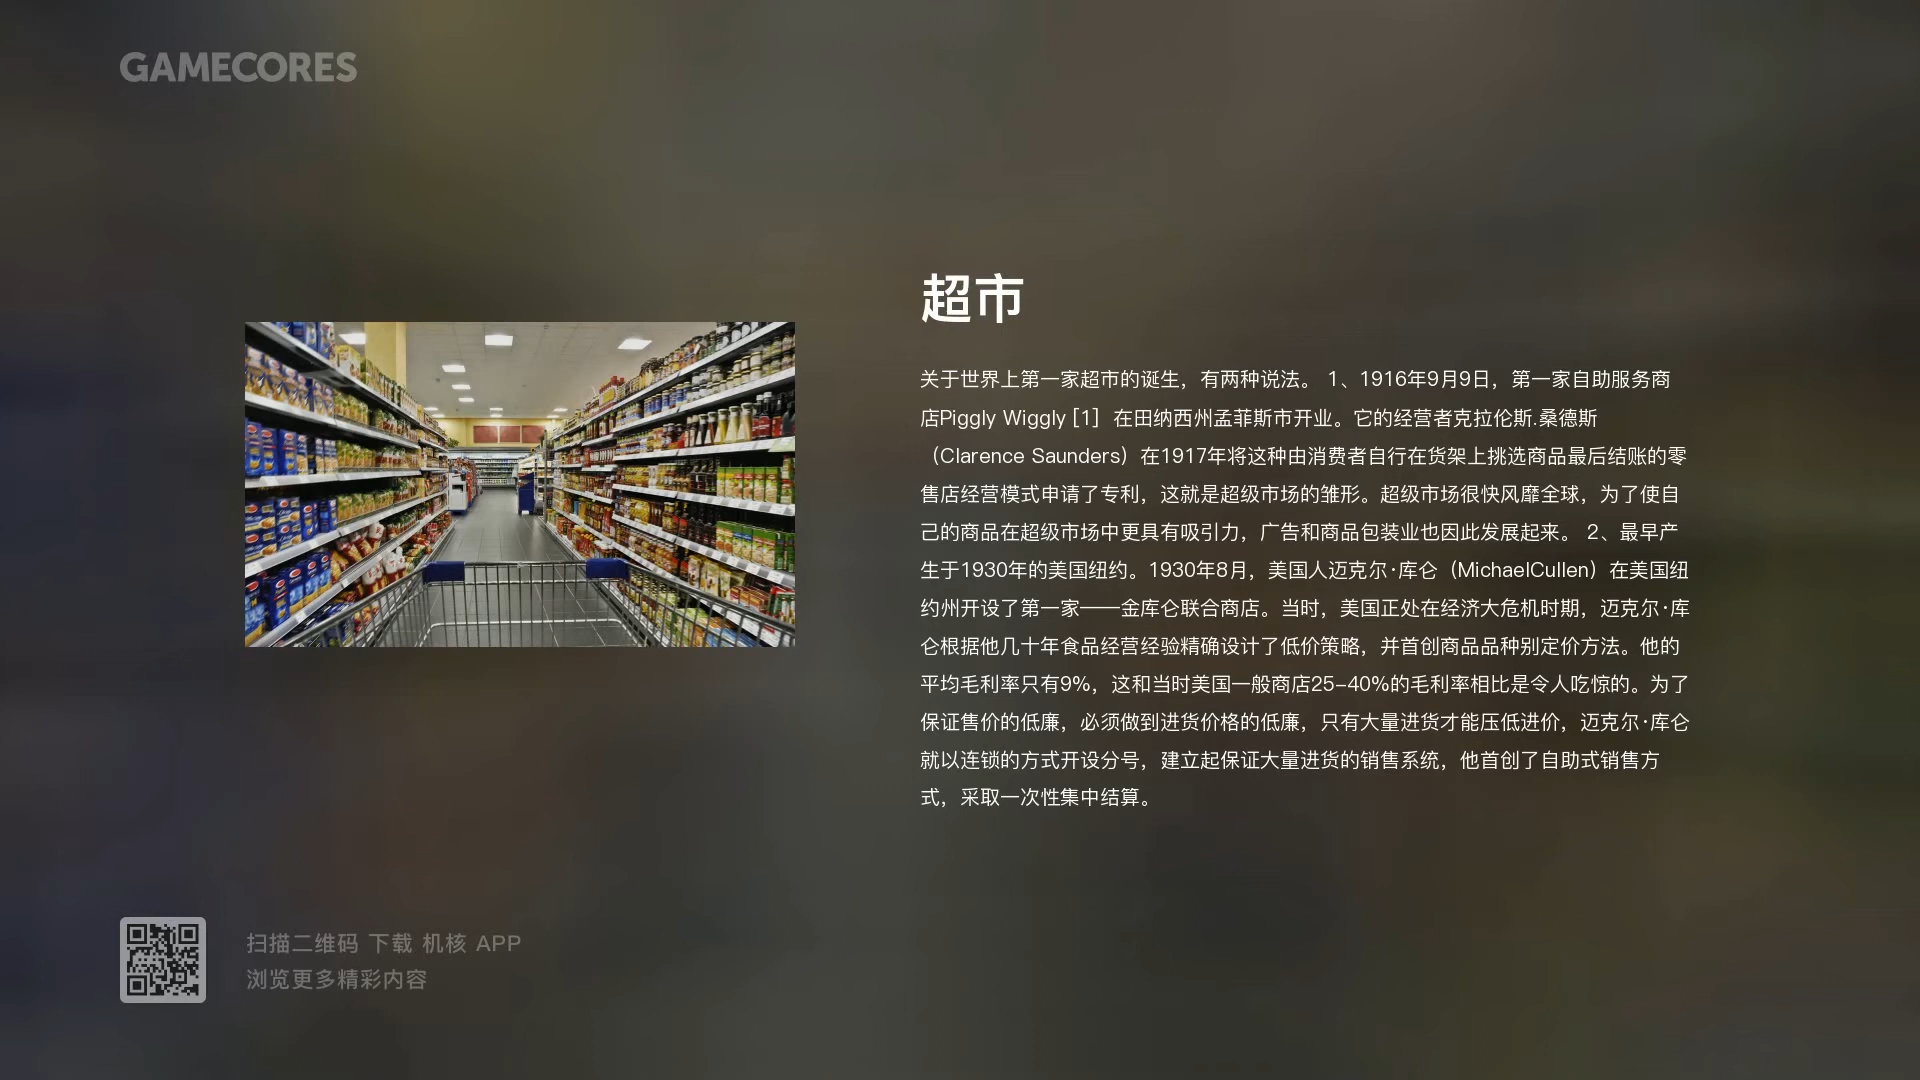 GAMECORES
超市
关于世界上第一家超市的诞生，有两种说法。 1、1916年9月9日，第一家自助服务商
店Piggly Wiggly [1]  在田纳西州孟菲斯市开业。它的经营者克拉伦斯.桑德斯
（Clarence Saunders）在1917年将这种由消费者自行在货架上挑选商品最后结账的零
售店经营模式申请了专利，这就是超级市场的雏形。超级市场很快风靡全球，为了使自
己的商品在超级市场中更具有吸引力，广告和商品包装业也因此发展起来。 2、最早产
生于1930年的美国纽约。1930年8月，美国人迈克尔·库仑（MichaelCullen）在美国纽
约州开设了第一家——金库仑联合商店。当时，美国正处在经济大危机时期，迈克尔·库
仑根据他几十年食品经营经验精确设计了低价策略，并首创商品品种别定价方法。他的
平均毛利率只有9%，这和当时美国一般商店25-40%的毛利率相比是令人吃惊的。为了
保证售价的低廉，必须做到进货价格的低廉，只有大量进货才能压低进价，迈克尔·库仑
就以连锁的方式开设分号，建立起保证大量进货的销售系统，他首创了自助式销售方
式，采取一次性集中结算。
扫描二维码 下载 机核 APP
浏览更多精彩内容